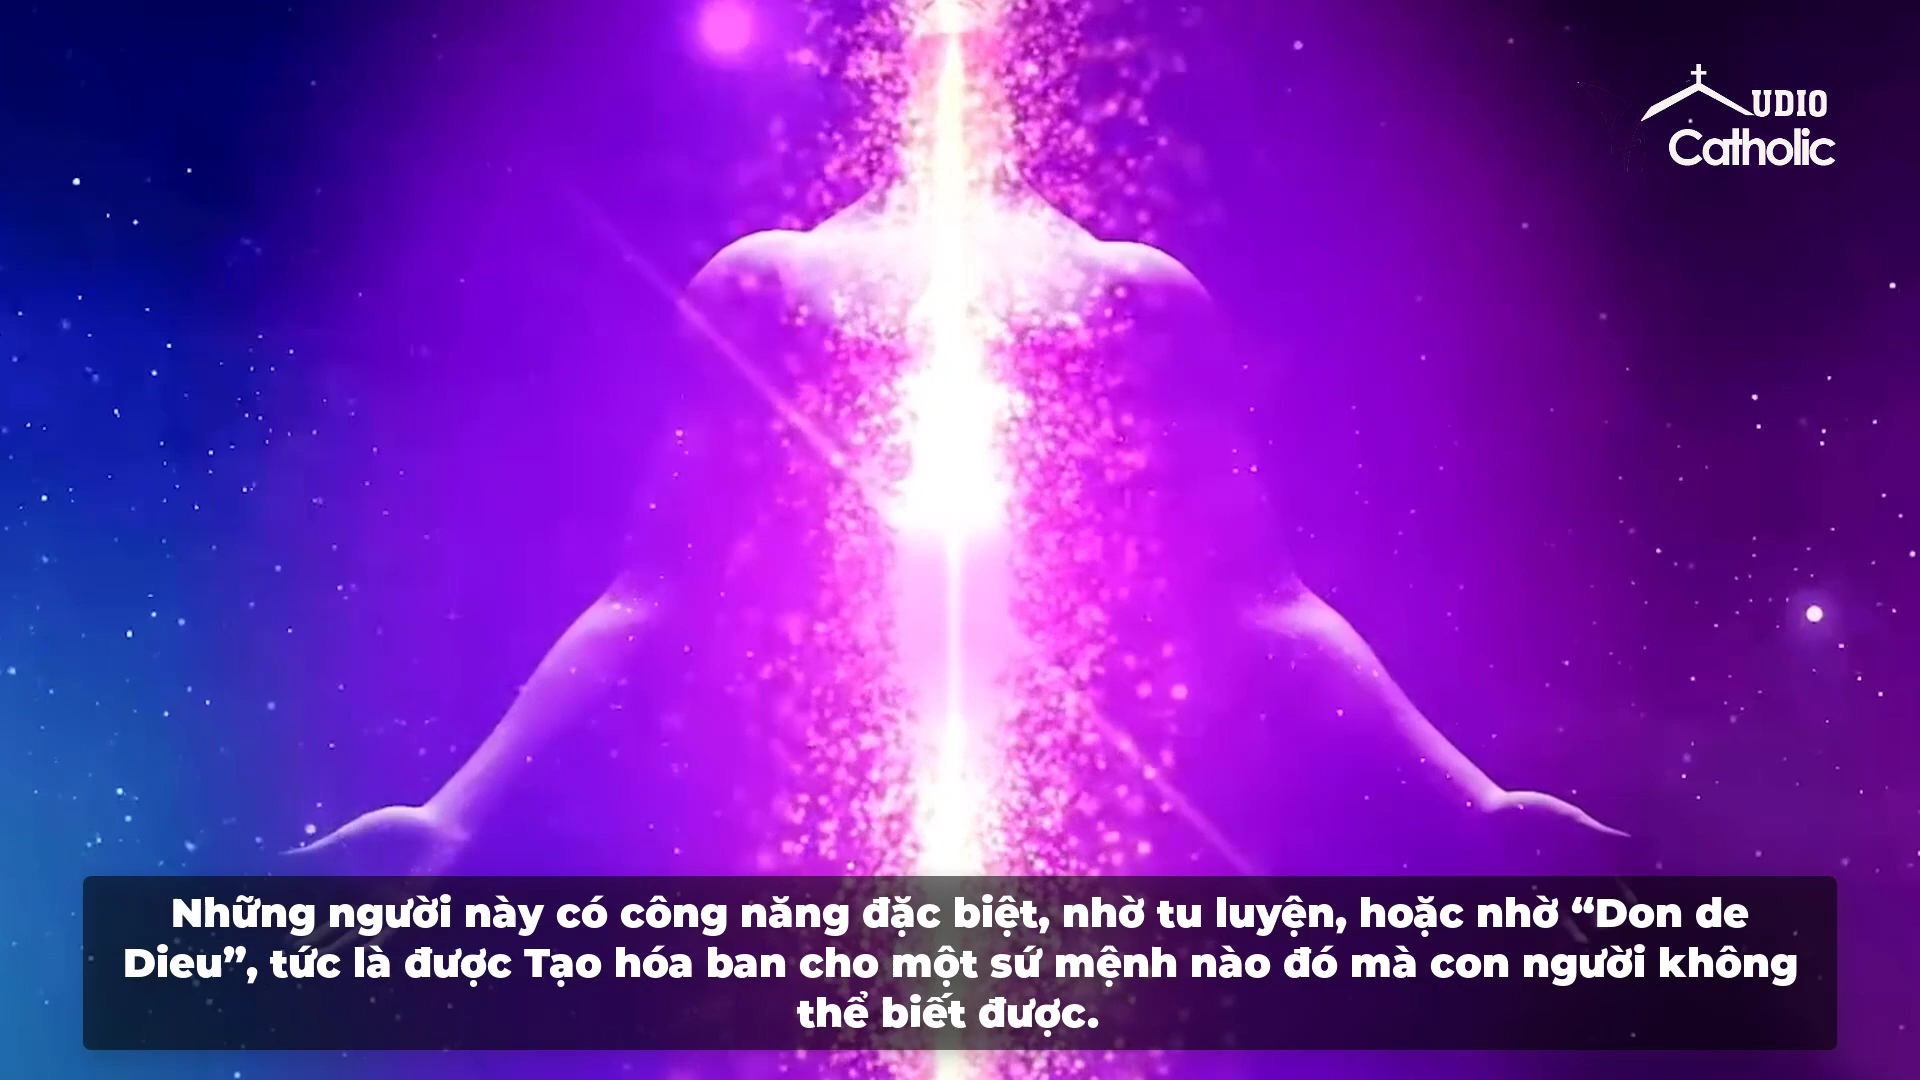 UDIO
Catholic
Những người này có công năng đặc biệt, nhờ tu luyện, hoặc nhờ “Don de
Dieu”, tức là được Tạo hóa ban cho một sứ mệnh nào đó mà con người không
thể biết được.